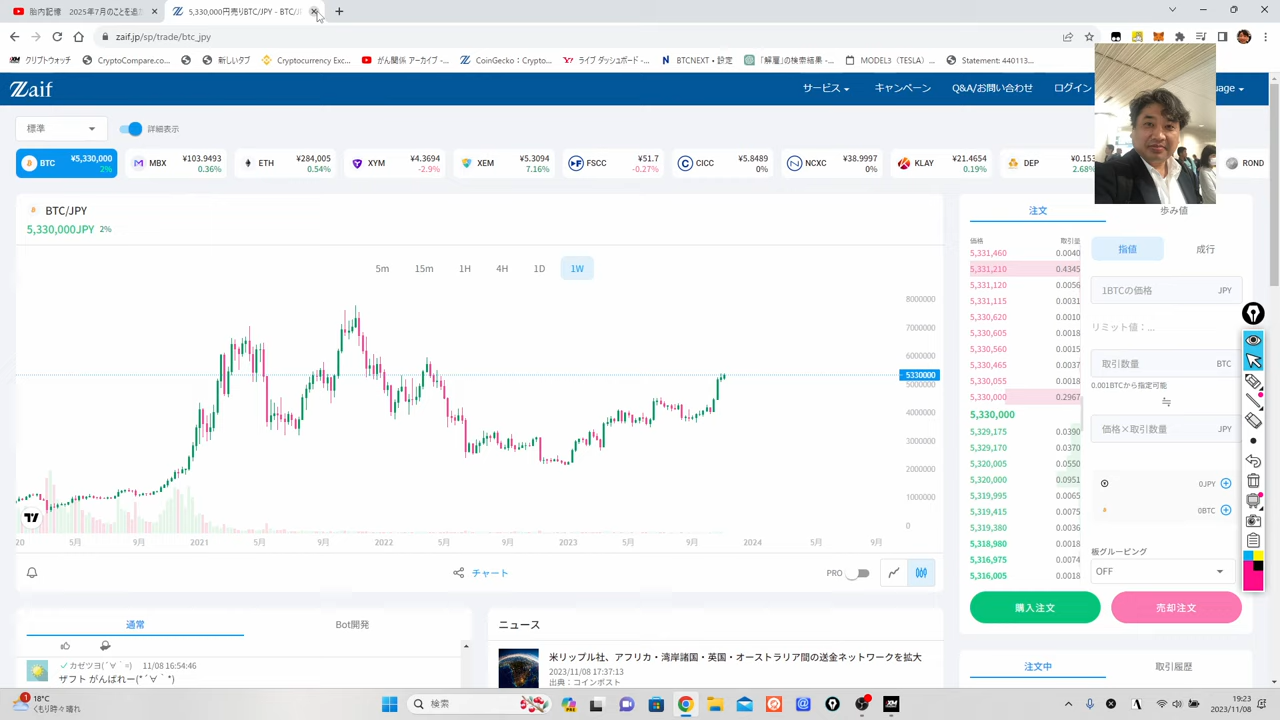 胎内記憶 2025年7月のことを追加
5,330,000円売りBTC/JPY - BTC/J
zaif.jp/sp/trade/btc_jpy
クリプトウォッチ
CryptoCompare.co...
新しいタブ
Cryptocurrency Exc...
がん関係 アーカイブ -...
CoinGecko：Crypto...
ライブ ダッシュボード -...
BTCNEXT • 設定
「解雇」の検索結果 -...
MODEL3（TESLA）...
Statement: 440113...
Zaif
サービス
キャンペーン
Q&A/お問い合わせ
ログイン
uage
標準
詳細表示
BTC ¥5,330,000 2%
MBX ¥103.9493 0.36%
ETH ¥284,005 0.54%
XYM ¥4.3694 -2.9%
XEM ¥5.3094 7.16%
FSCC ¥51.7 -0.27%
CICC ¥5.8489 0%
NCXC ¥38.9997 0%
KLAY ¥21.4654 0.19%
DEP ¥0.153 2.68%
ROND
BTC/JPY
5,330,000JPY 2%
5m 15m 1H 4H 1D 1W
8000000
7000000
6000000
5330000
5000000
4000000
3000000
2000000
1000000
0
20 5月 9月 2021 5月 9月 2022 5月 9月 2023 5月 9月 2024 5月 9月
チャート
PRO
注文 歩み値
価格 取引量
5,331,460 0.0040
5,331,210 0.4345
5,331,120 0.0056
5,331,115 0.0031
5,330,620 0.0010
5,330,605 0.0018
5,330,560 0.0015
5,330,465 0.0037
5,330,055 0.0018
5,330,000 0.2967
5,330,000
5,329,175 0.0390
5,329,170 0.0370
5,320,005 0.0550
5,320,000 0.0951
5,319,995 0.0065
5,319,415 0.0075
5,319,380 0.0036
5,318,980 0.0018
5,316,975 0.0074
5,316,005 0.0018
指値 成行
1BTCの価格 JPY
リミット値：...
取引数量 BTC
0.001BTCから指定可能
価格×取引数量 JPY
0JPY
0BTC
板グルーピング
OFF
購入注文 売却注文
注文中 取引履歴
通常 Bot開発
カゼツヨ(´∀｀=) 11/08 16:54:46
ザフト がんばれー(*´∀｀*)
ニュース
米リップル社、アフリカ・湾岸諸国・英国・オーストラリア間の送金ネットワークを拡大
2023/11/08 17:37:13
出典：コインポスト
1
18°C
くもり時々晴れ
検索
A
19:23
2023/11/08